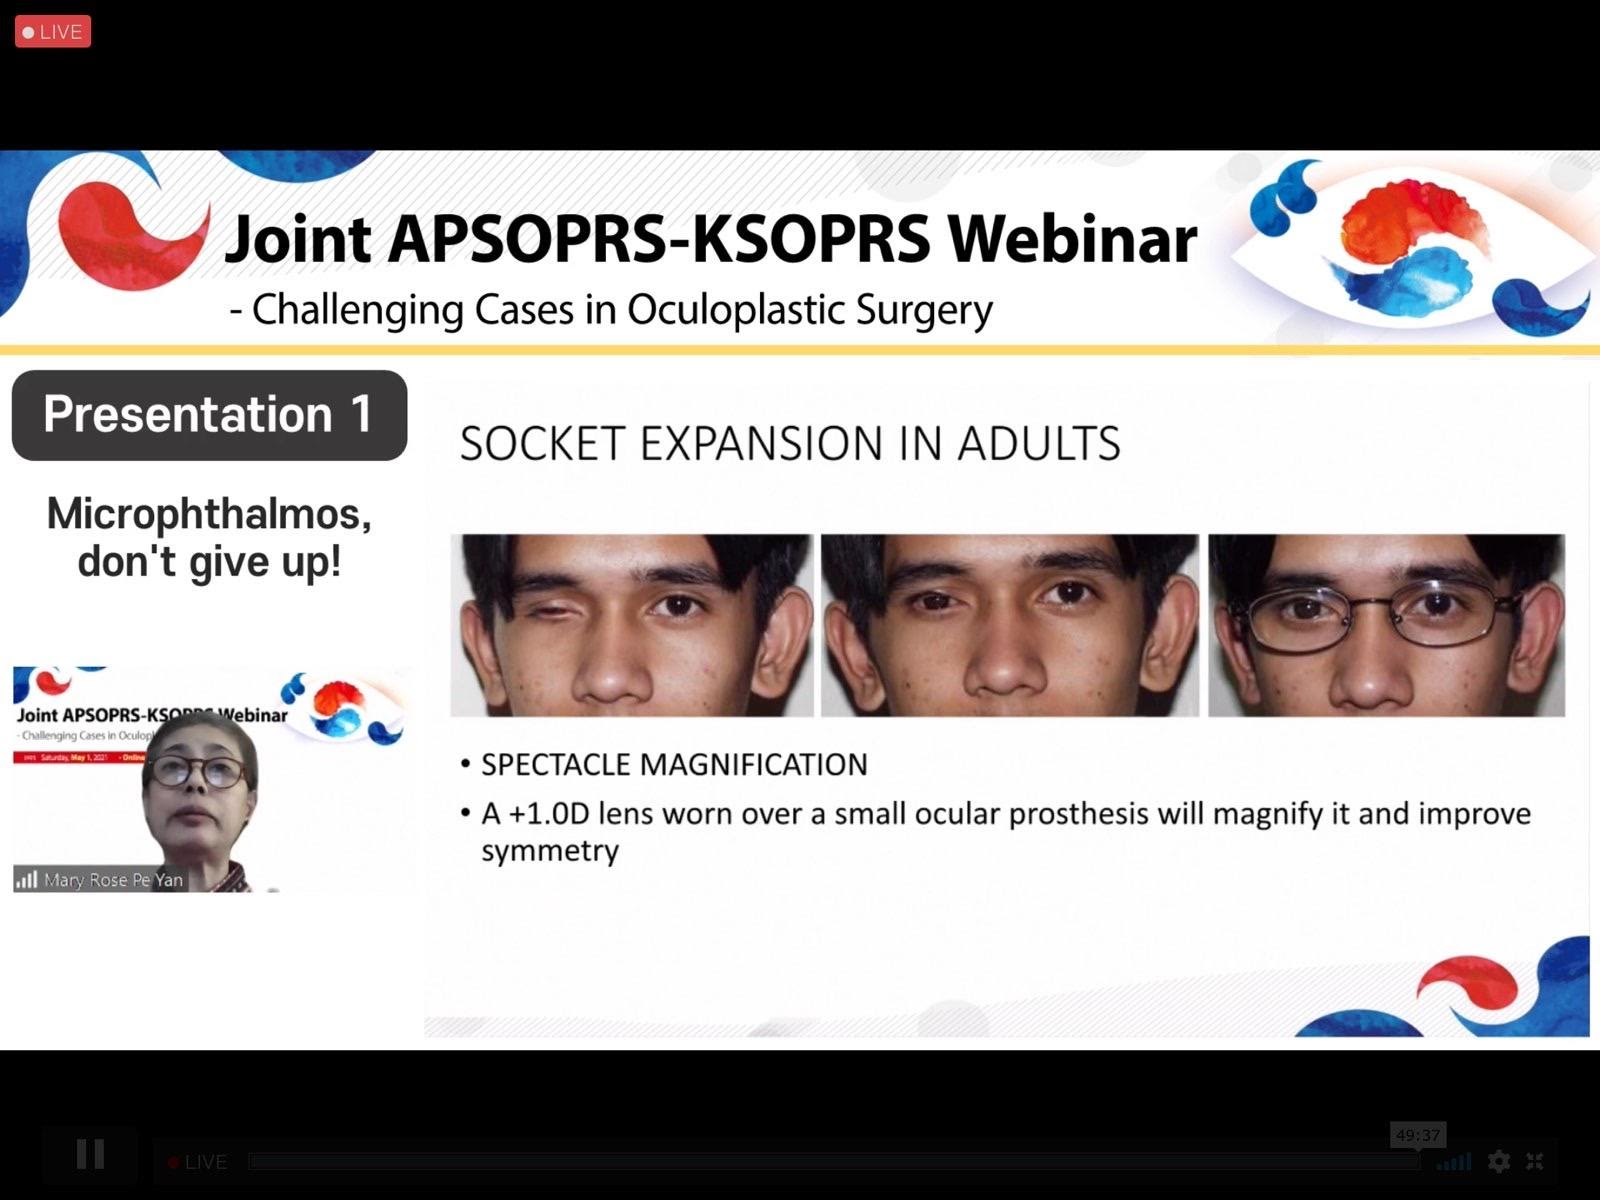 LIVE
Joint APSOPRS-KSOPRS Webinar
- Challenging Cases in Oculoplastic Surgery
Presentation 1
Microphthalmos,
don't give up!
SOCKET EXPANSION IN ADULTS
• SPECTACLE MAGNIFICATION
• A +1.0D lens worn over a small ocular prosthesis will magnify it and improve
symmetry
Joint APSOPRS-KSOPRS Webinar
- Challenging Cases in Oculopl
Saturday, May 1, 2021 • Online
Mary Rose Pe Yan
49:37
LIVE